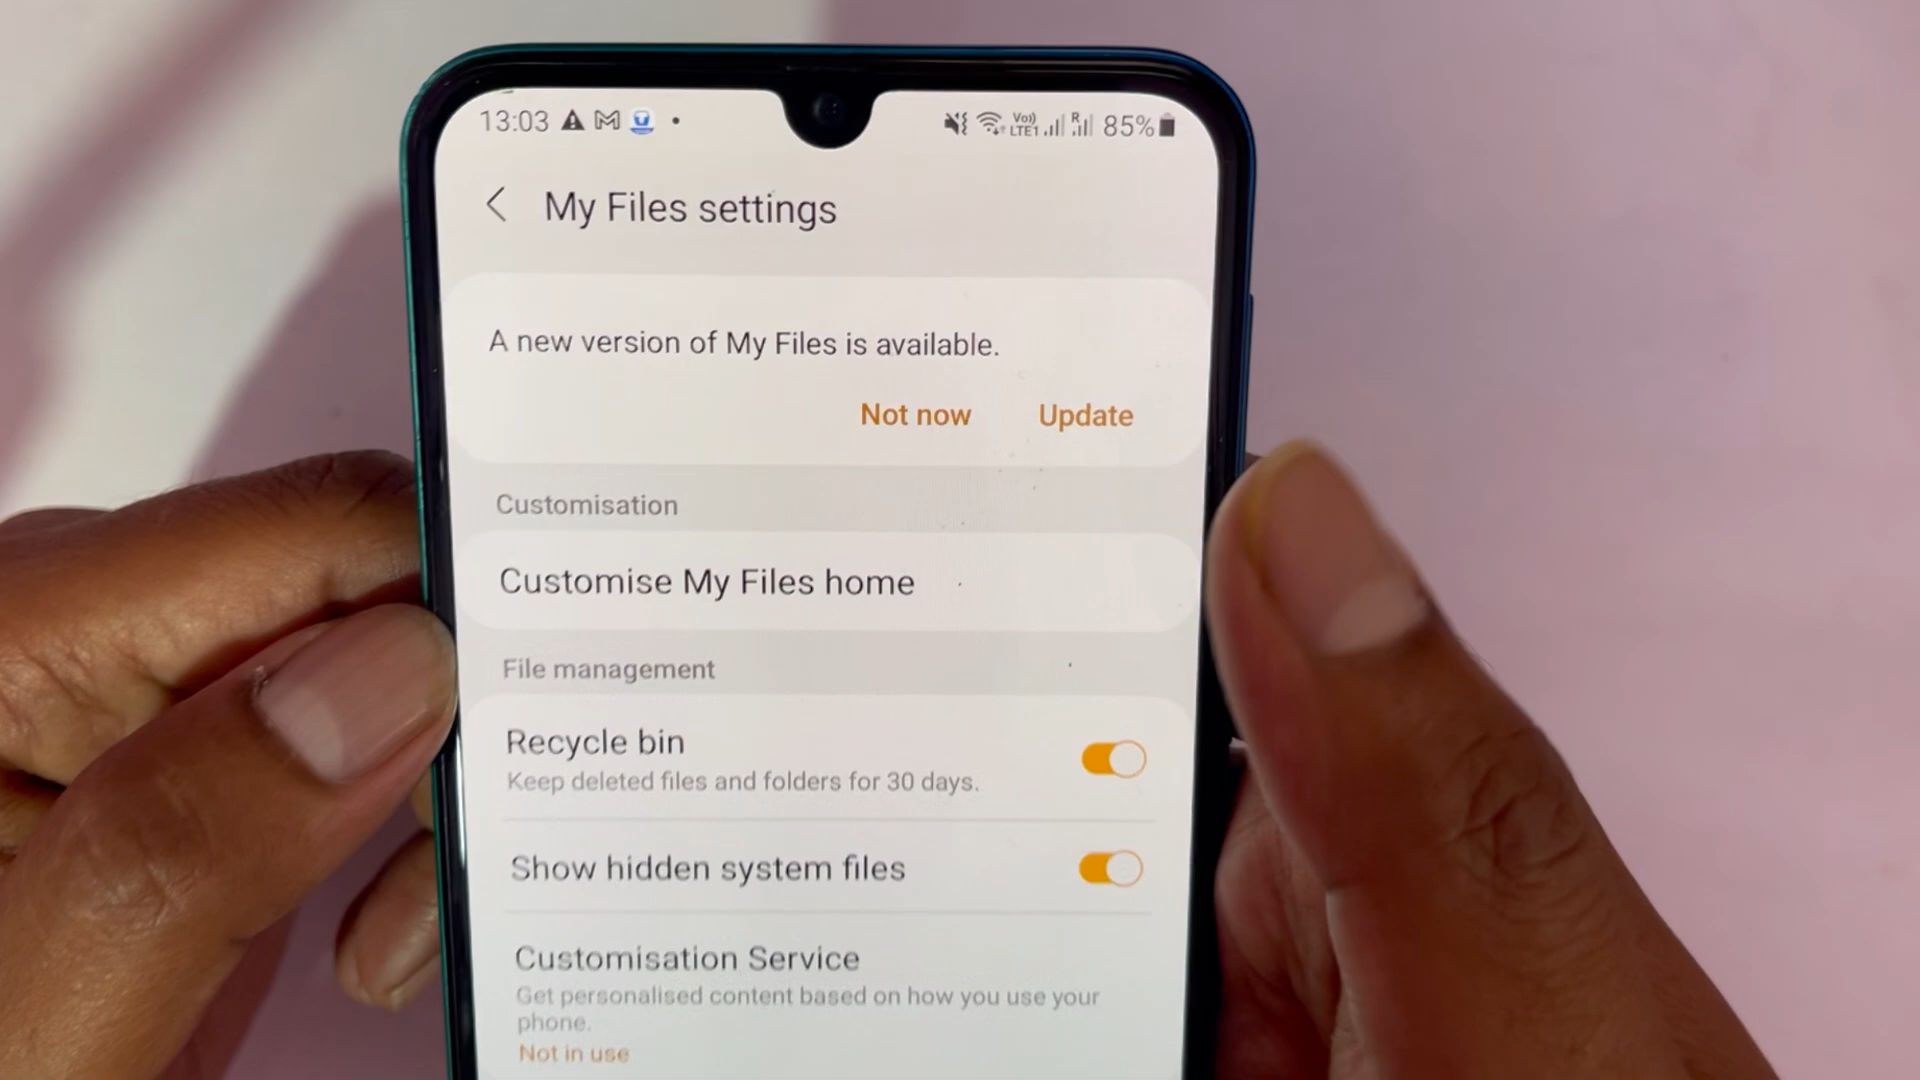 13:03 Vo)) LTE1 R 85%
My Files settings
A new version of My Files is available.
Not now Update
Customisation
Customise My Files home
File management
Recycle bin
Keep deleted files and folders for 30 days.
Show hidden system files
Customisation Service
Get personalised content based on how you use your
phone.
Not in use